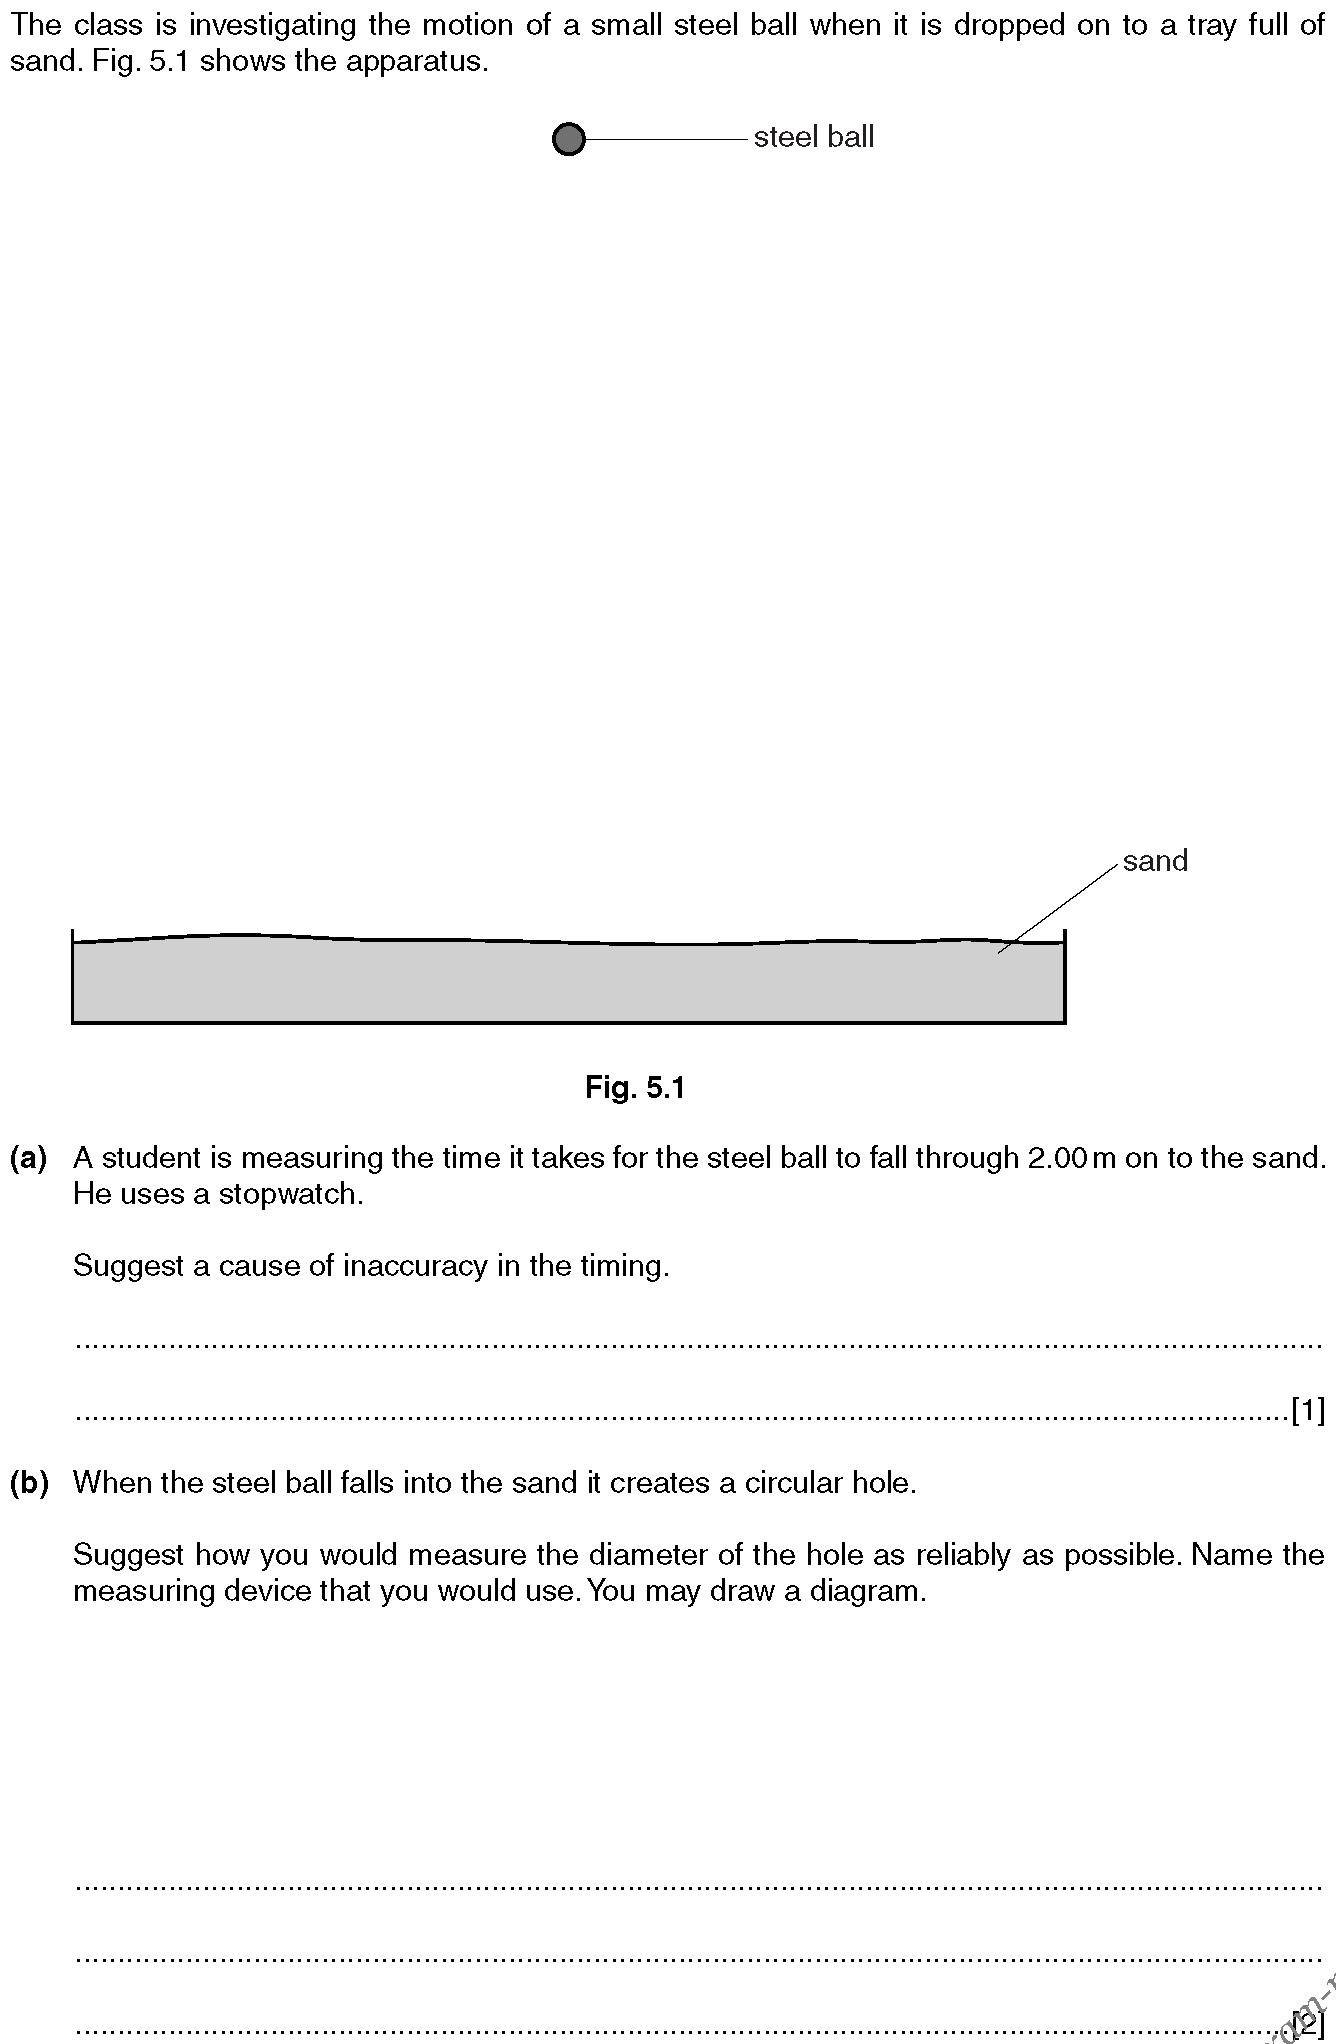 The class is investigating the motion of a small steel ball when it is dropped on to a tray full of
sand. Fig. 5.1 shows the apparatus.
steel ball
sand
Fig. 5.1
(a) A student is measuring the time it takes for the steel ball to fall through 2.00 m on to the sand.
He uses a stopwatch.
Suggest a cause of inaccuracy in the timing.
..........................................................................................................................................................
......................................................................................................................................................[1]
(b) When the steel ball falls into the sand it creates a circular hole.
Suggest how you would measure the diameter of the hole as reliably as possible. Name the
measuring device that you would use. You may draw a diagram.
..........................................................................................................................................................
..........................................................................................................................................................
......................................................................................................................................................[2]